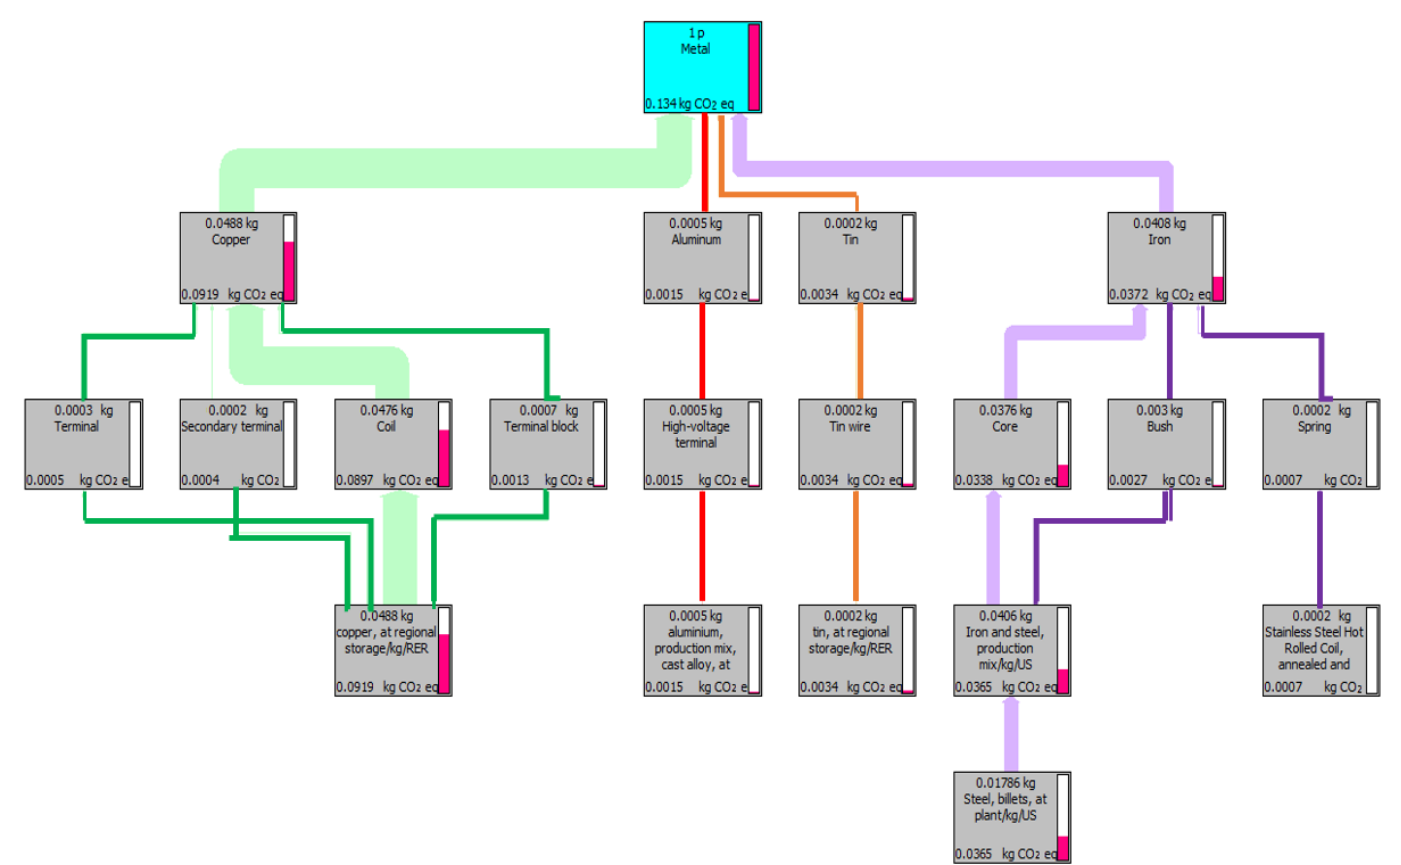 1 p
Metal
0.134 kg CO2 eq
0.0488 kg
Copper
0.0919 kg CO2 eq
0.0005 kg
Aluminum
0.0015 kg CO2 e
0.0002 kg
Tin
0.0034 kg CO2 eq
0.0408 kg
Iron
0.0372 kg CO2 eq
0.0003 kg
Terminal
0.0005 kg CO2 e
0.0002 kg
Secondary terminal
0.0004 kg CO2
0.0476 kg
Coil
0.0897 kg CO2 eq
0.0007 kg
Terminal block
0.0013 kg CO2 e
0.0005 kg
High-voltage
terminal
0.0015 kg CO2 e
0.0002 kg
Tin wire
0.0034 kg CO2 e
0.0376 kg
Core
0.0338 kg CO2 eq
0.003 kg
Bush
0.0027 kg CO2 e
0.0002 kg
Spring
0.0007 kg CO2
0.0488 kg
copper, at regional
storage/kg/RER
0.0919 kg CO2 eq
0.0005 kg
aluminium,
production mix,
cast alloy, at
0.0015 kg CO2 e
0.0002 kg
tin, at regional
storage/kg/RER
0.0034 kg CO2 eq
0.0406 kg
Iron and steel,
production
mix/kg/US
0.0365 kg CO2 eq
0.0002 kg
Stainless Steel Hot
Rolled Coil,
annealed and
0.0007 kg CO2
0.01786 kg
Steel, billets, at
plant/kg/US
0.0365 kg CO2 eq